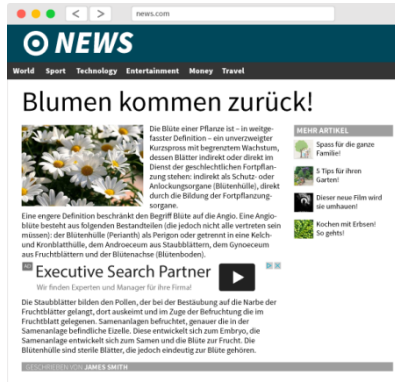 news.com
NEWS
World Sport Technology Entertainment Money Travel
Blumen kommen zurück!
Die Blüte einer Pflanze ist – in weitge-
fasster Definition – ein unverzweigter
Kurzspross mit begrenztem Wachstum,
dessen Blätter indirekt oder direkt im
Dienst der geschlechtlichen Fortpflan-
zung stehen: indirekt als Schutz- oder
Anlockungsorgane (Blütenhülle), direkt
durch die Bildung der Fortpflanzung-
sorgane.
Eine engere Definition beschränkt den Begriff Blüte auf die Angio. Eine Angio-
blüte besteht aus folgenden Bestandteilen (die jedoch nicht alle vertreten sein
müssen): der Blütenhülle (Perianth) als Perigon oder getrennt in eine Kelch-
und Kronblatthülle, dem Androeceum aus Staubblättern, dem Gynoeceum
aus Fruchtblättern und der Blütenachse (Blütenboden).
AD
Executive Search Partner
Wir finden Experten und Manager für ihre Firma!
Die Staubblätter bilden den Pollen, der bei der Bestäubung auf die Narbe der
Fruchtblätter gelangt, dort auskeimt und im Zuge der Befruchtung die im
Fruchtblatt gelegenen. Samenanlagen befruchtet, genauer die in der
Samenanlage befindliche Eizelle. Diese entwickelt sich zum Embryo, die
Samenanlage entwickelt sich zum Samen und die Blüte zur Frucht. Die
Blütenhülle sind sterile Blätter, die jedoch eindeutig zur Blüte gehören.
GESCHRIEBEN VON JAMES SMITH
MEHR ARTIKEL
Spass für die ganze
Familie!
5 Tips für ihren
Garten!
Dieser neue Film wird
sie umhauen!
Kochen mit Erbsen!
So gehts!